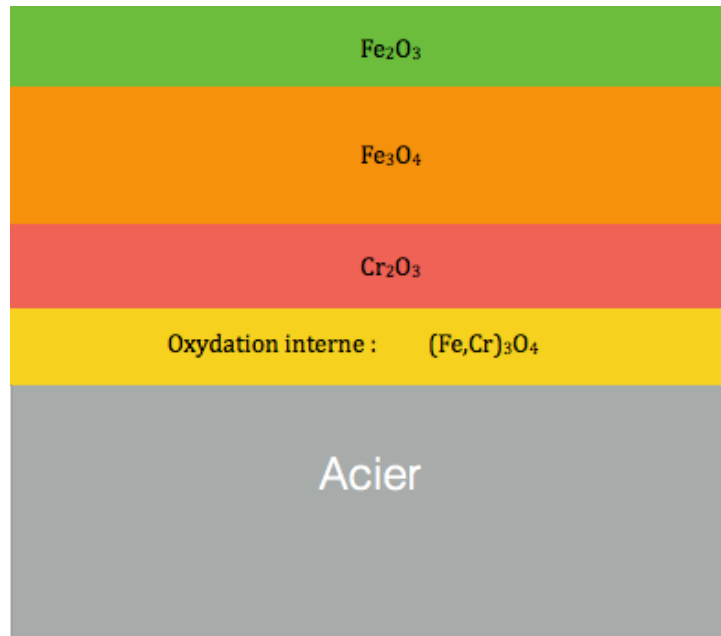 Fe₂O₃
Fe₃O₄
Cr₂O₃
Oxydation interne : (Fe,Cr)₃O₄
Acier